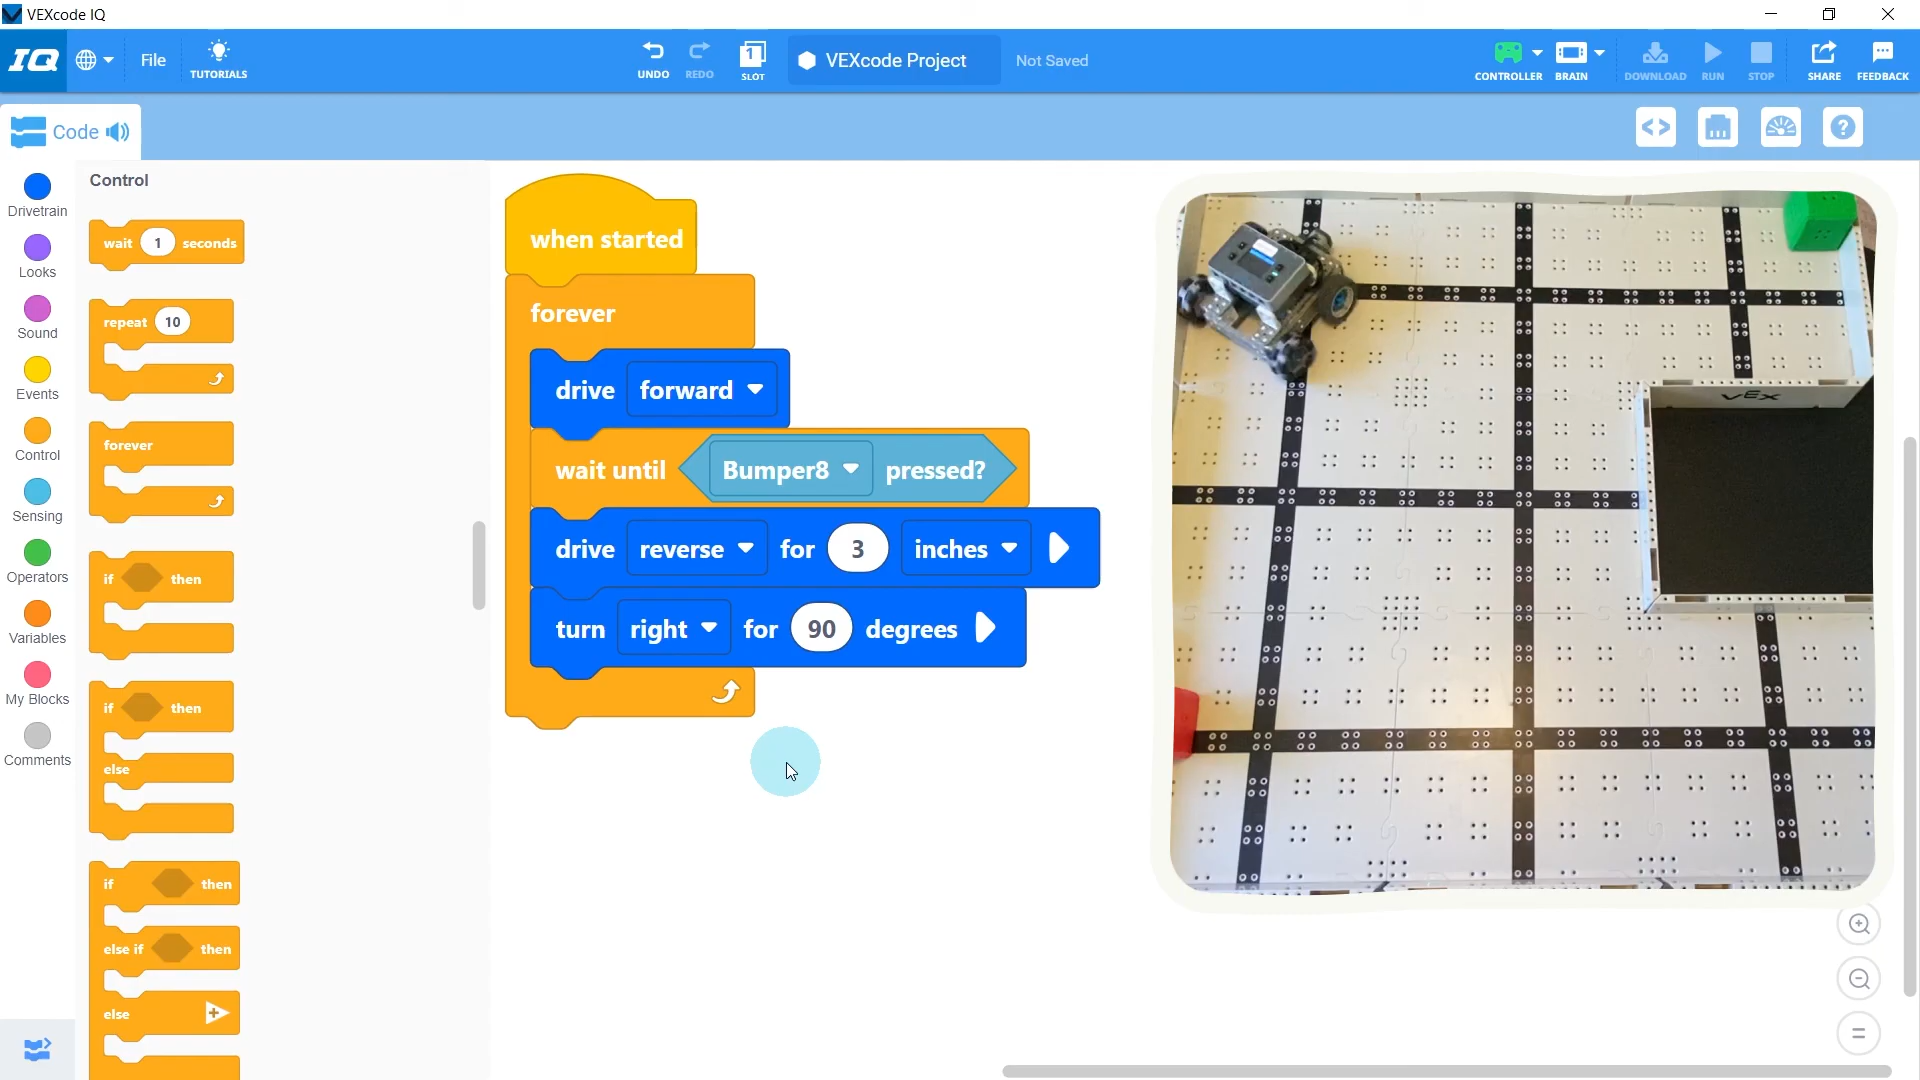 VEXcode IQ
IQ
File
TUTORIALS
UNDO
REDO
1
SLOT
VEXcode Project
Not Saved
CONTROLLER
BRAIN
DOWNLOAD
RUN
STOP
SHARE
FEEDBACK
Code
Drivetrain
Looks
Sound
Events
Control
Sensing
Operators
Variables
My Blocks
Comments
Control
wait 1 seconds
repeat 10
forever
if then
if then
else
if then
else if then
else
when started
forever
drive forward
wait until Bumper8 pressed?
drive reverse for 3 inches
turn right for 90 degrees
vex